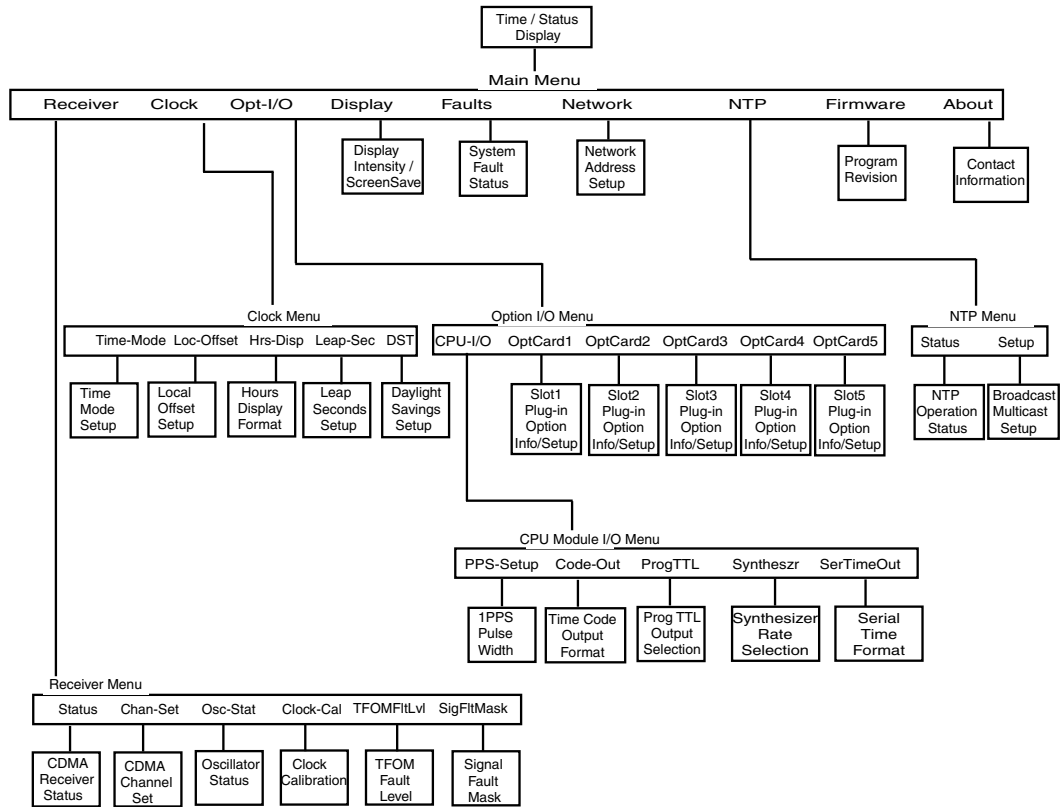 Time / Status
Display
Main Menu
Receiver Clock Opt-I/O Display Faults Network NTP Firmware About
Display
Intensity /
ScreenSave
System
Fault
Status
Network
Address
Setup
Program
Revision
Contact
Information
Clock Menu
Time-Mode Loc-Offset Hrs-Disp Leap-Sec DST
Time
Mode
Setup
Local
Offset
Setup
Hours
Display
Format
Leap
Seconds
Setup
Daylight
Savings
Setup
Option I/O Menu
CPU-I/O OptCard1 OptCard2 OptCard3 OptCard4 OptCard5
Slot1
Plug-in
Option
Info/Setup
Slot2
Plug-in
Option
Info/Setup
Slot3
Plug-in
Option
Info/Setup
Slot4
Plug-in
Option
Info/Setup
Slot5
Plug-in
Option
Info/Setup
NTP Menu
Status Setup
NTP
Operation
Status
Broadcast
Multicast
Setup
CPU Module I/O Menu
PPS-Setup Code-Out ProgTTL Syntheszr SerTimeOut
1PPS
Pulse
Width
Time Code
Output
Format
Prog TTL
Output
Selection
Synthesizer
Rate
Selection
Serial
Time
Format
Receiver Menu
Status Chan-Set Osc-Stat Clock-Cal TFOMFltLvl SigFltMask
CDMA
Receiver
Status
CDMA
Channel
Set
Oscillator
Status
Clock
Calibration
TFOM
Fault
Level
Signal
Fault
Mask